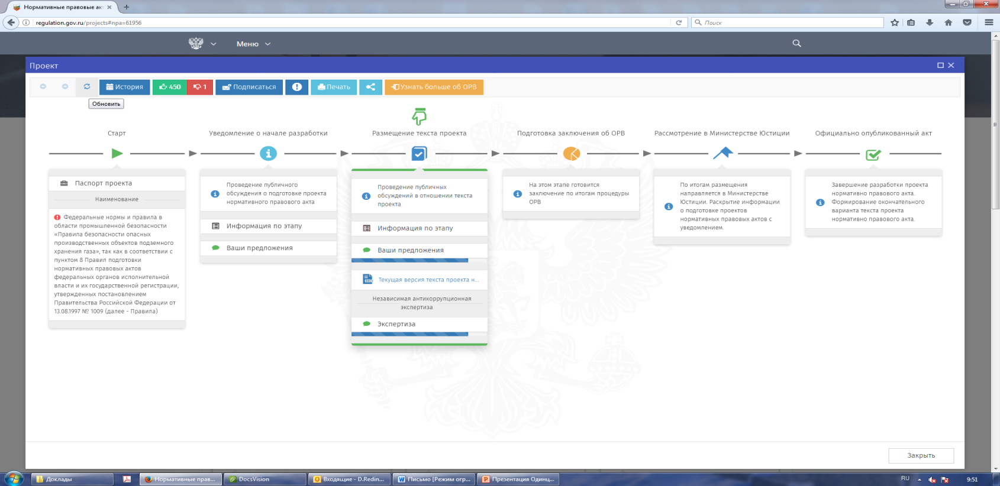 Нормативные правовые ак
regulation.gov.ru/projects#npa=61956
Поиск
Меню
Проект
История
450
1
Подписаться
Печать
Узнать больше об ОРВ
Обновить
Старт
Уведомление о начале разработки
Размещение текста проекта
Подготовка заключения об ОРВ
Рассмотрение в Министерстве Юстиции
Официально опубликованный акт
Паспорт проекта
Наименование
Федеральные нормы и правила в
области промышленной безопасности
«Правила безопасности опасных
производственных объектов подземного
хранения газа», так как в соответствии с
пунктом 8 Правил подготовки
нормативных правовых актов
федеральных органов исполнительной
власти и их государственной регистрации,
утвержденных постановлением
Правительства Российской Федерации от
13.08.1997 № 1009 (далее - Правила)
Проведение публичного
обсуждения о подготовке проекта
нормативного правового акта
Информация по этапу
Ваши предложения
Проведение публичных
обсуждений в отношении текста
проекта
Информация по этапу
Ваши предложения
Текущая версия текста проекта н...
Независимая антикоррупционная
экспертиза
Экспертиза
На этом этапе готовится
заключение по итогам процедуры
ОРВ
По итогам размещения
направляется в Министерстве
Юстиции. Раскрытие информации
о подготовке проектов
нормативных правовых актов с
уведомлением.
Завершение разработки проекта
нормативно правового акта.
Формирование окончательного
варианта текста проекта
нормативно правового акта.
Закрыть
Доклады
Нормативные прав...
DocsVision
Входящие - D.Redin...
Письмо [Режим огр...
Презентация Одинц...
RU
9:51